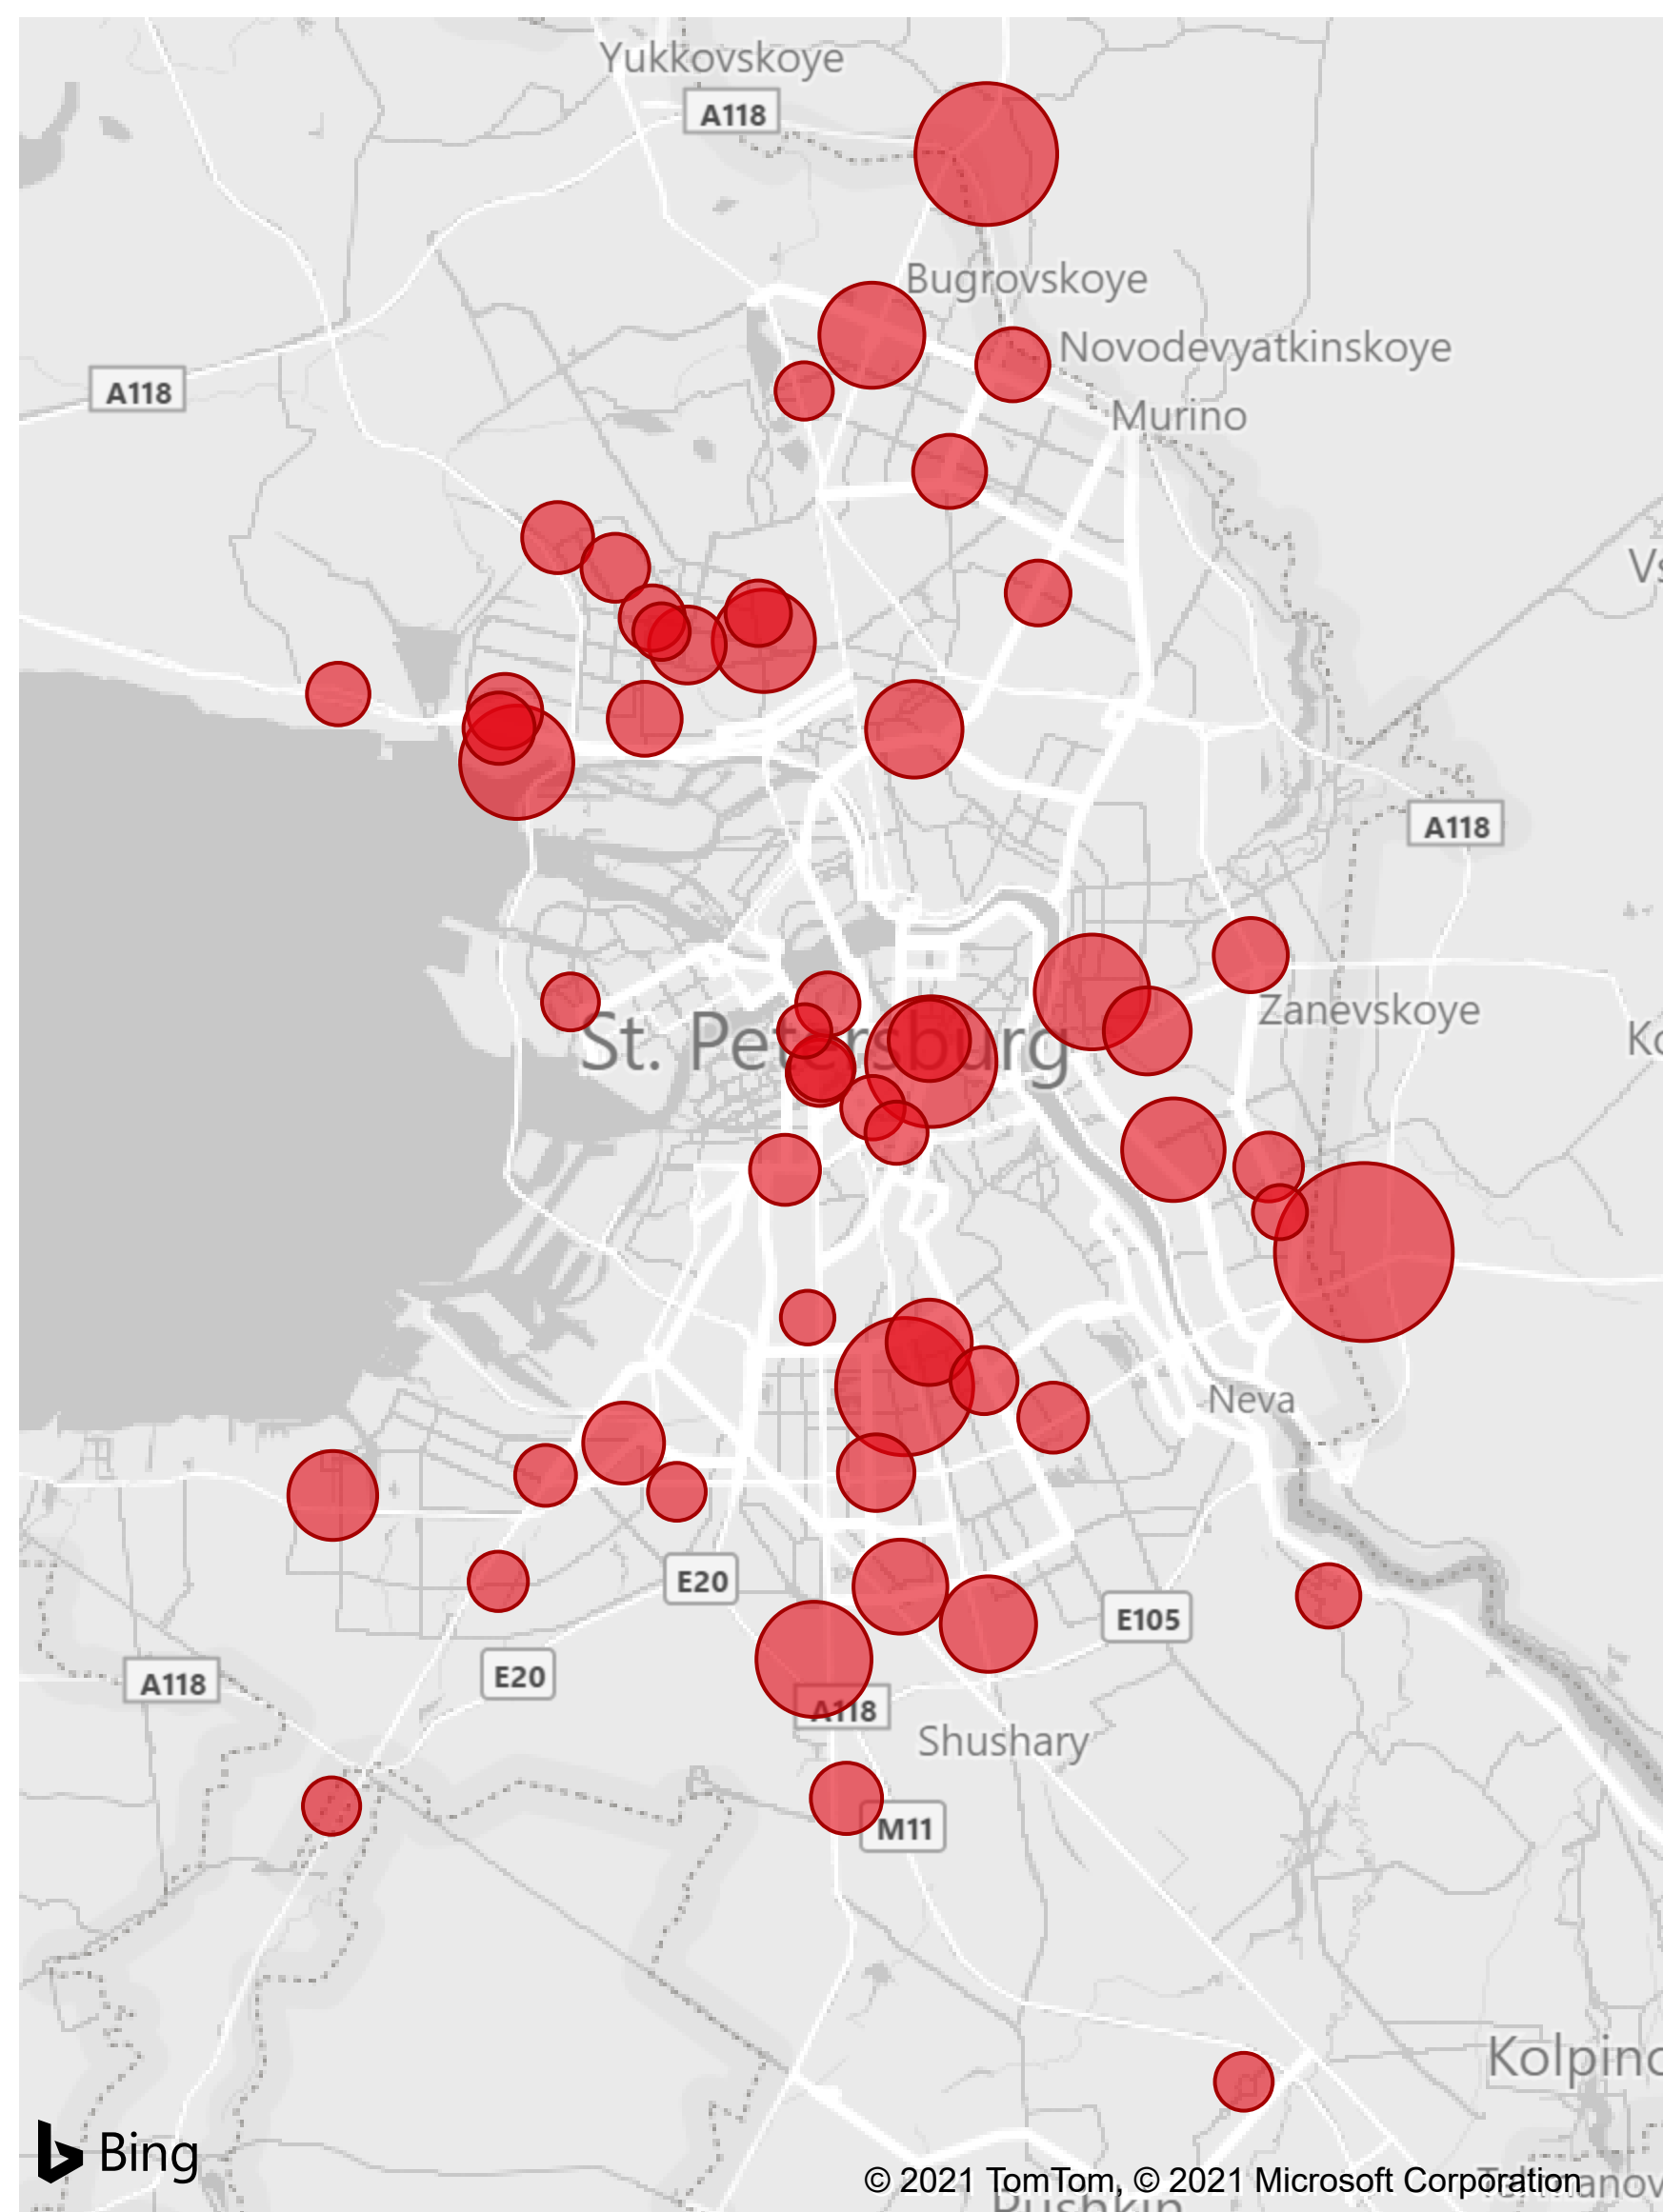 Yukkovskoye
A118
Bugrovskoye
Novodevyatkinskoye
A118
Murino
A118
Zanevskoye
St. Petersburg
Neva
E20
E105
E20
A118
A118
Shushary
M11
Kolpino
Bing
© 2021 TomTom, © 2021 Microsoft Corporation
Pushkin